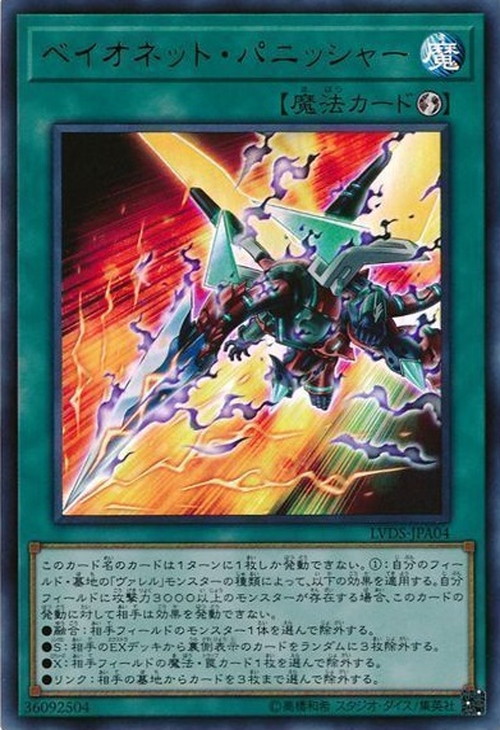 ベイオネット・パニッシャー 魔
【魔法カード】
LVDS-JPA04
このカード名のカードは1ターンに1枚しか発動できない。①:自分のフィ
ールド・墓地の「ヴァレル」モンスターの種類によって、以下の効果を適用する。自分
フィールドに攻撃力3000以上のモンスターが存在する場合、このカードの
発動に対して相手は効果を発動できない。
●融合:相手フィールドのモンスター1体を選んで除外する。
●S:相手のEXデッキから裏側表示のカードをランダムに3枚除外する。
●X:相手フィールドの魔法・罠カード1枚を選んで除外する。
●リンク:相手の墓地からカードを3枚まで選んで除外する。
36092504 ©高橋和希 スタジオ・ダイス/集英社